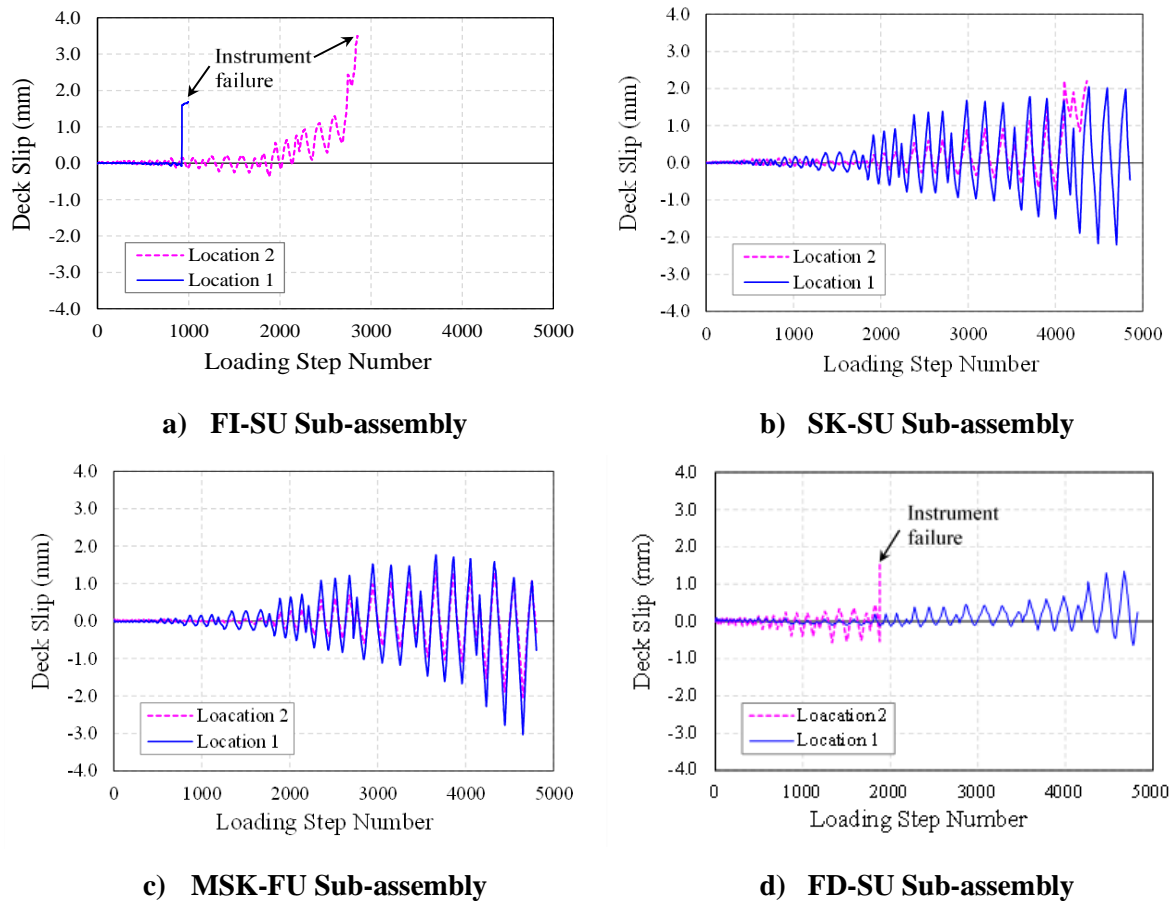 4.0
3.0
2.0
1.0
0.0
-1.0
-2.0
-3.0
4.0
Deck Slip (mm)
Instrument
failure
Location 2
Location 1
0 1000 2000 3000 4000 5000
Loading Step Number
a) FI-SU Sub-assembly
4.0
3.0
2.0
1.0
0.0
-1.0
-2.0
-3.0
-4.0
Deck Slip (mm)
Location 2
Location 1
0 1000 2000 3000 4000 5000
Loading Step Number
b) SK-SU Sub-assembly
4.0
3.0
2.0
1.0
0.0
-1.0
-2.0
-3.0
-4.0
Deck Slip (mm)
Loacation 2
Location 1
0 1000 2000 3000 4000 5000
Loading Step Number
c) MSK-FU Sub-assembly
4.0
3.0
2.0
1.0
0.0
-1.0
-2.0
-3.0
-4.0
Deck Slip (mm)
Instrument
failure
Loacation 2
Location 1
0 1000 2000 3000 4000 5000
Loading Step Number
d) FD-SU Sub-assembly